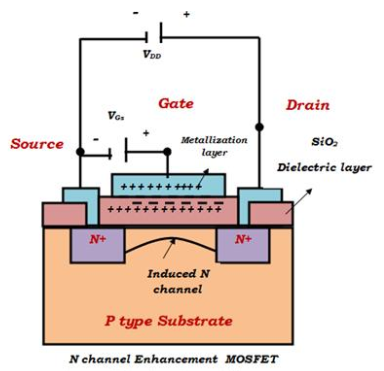 - +
VDD
Gate
Drain
VGs
- +
Source
Metallization
layer
SiO₂
Dielectric layer
++++++++++
— — — — — — —
+++++++++++++
N+ N+
Induced N
channel
P type Substrate
N channel Enhancement MOSFET